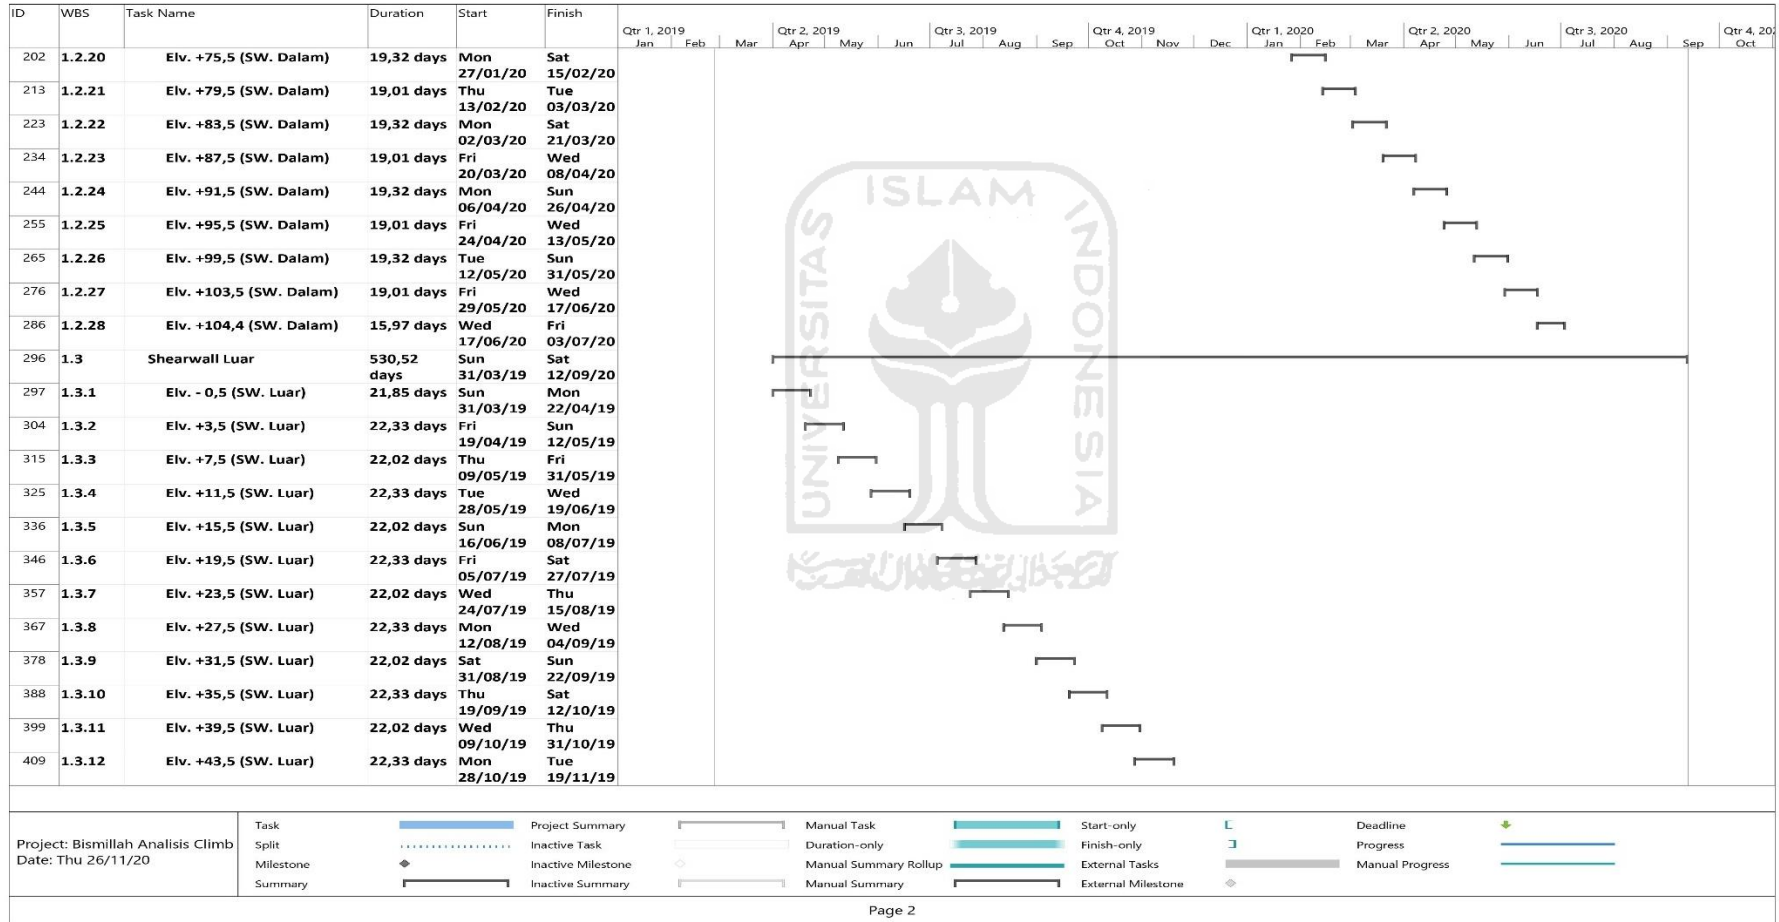 ID WBS Task Name Duration Start Finish
Qtr 1, 2019 Qtr 2, 2019 Qtr 3, 2019 Qtr 4, 2019 Qtr 1, 2020 Qtr 2, 2020 Qtr 3, 2020 Qtr 4, 202
Jan Feb Mar Apr May Jun Jul Aug Sep Oct Nov Dec Jan Feb Mar Apr May Jun Jul Aug Sep Oct
202 1.2.20 Elv. +75,5 (SW. Dalam) 19,32 days Mon Sat
27/01/20 15/02/20
213 1.2.21 Elv. +79,5 (SW. Dalam) 19,01 days Thu Tue
13/02/20 03/03/20
223 1.2.22 Elv. +83,5 (SW. Dalam) 19,32 days Mon Sat
02/03/20 21/03/20
234 1.2.23 Elv. +87,5 (SW. Dalam) 19,01 days Fri Wed
20/03/20 08/04/20
244 1.2.24 Elv. +91,5 (SW. Dalam) 19,32 days Mon Sun
06/04/20 26/04/20
255 1.2.25 Elv. +95,5 (SW. Dalam) 19,01 days Fri Wed
24/04/20 13/05/20
265 1.2.26 Elv. +99,5 (SW. Dalam) 19,32 days Tue Sun
12/05/20 31/05/20
276 1.2.27 Elv. +103,5 (SW. Dalam) 19,01 days Fri Wed
29/05/20 17/06/20
286 1.2.28 Elv. +104,4 (SW. Dalam) 15,97 days Wed Fri
17/06/20 03/07/20
296 1.3 Shearwall Luar 530,52 Sun Sat
days 31/03/19 12/09/20
297 1.3.1 Elv. - 0,5 (SW. Luar) 21,85 days Sun Mon
31/03/19 22/04/19
304 1.3.2 Elv. +3,5 (SW. Luar) 22,33 days Fri Sun
19/04/19 12/05/19
315 1.3.3 Elv. +7,5 (SW. Luar) 22,02 days Thu Fri
09/05/19 31/05/19
325 1.3.4 Elv. +11,5 (SW. Luar) 22,33 days Tue Wed
28/05/19 19/06/19
336 1.3.5 Elv. +15,5 (SW. Luar) 22,02 days Sun Mon
16/06/19 08/07/19
346 1.3.6 Elv. +19,5 (SW. Luar) 22,33 days Fri Sat
05/07/19 27/07/19
357 1.3.7 Elv. +23,5 (SW. Luar) 22,02 days Wed Thu
24/07/19 15/08/19
367 1.3.8 Elv. +27,5 (SW. Luar) 22,33 days Mon Wed
12/08/19 04/09/19
378 1.3.9 Elv. +31,5 (SW. Luar) 22,02 days Sat Sun
31/08/19 22/09/19
388 1.3.10 Elv. +35,5 (SW. Luar) 22,33 days Thu Sat
19/09/19 12/10/19
399 1.3.11 Elv. +39,5 (SW. Luar) 22,02 days Wed Thu
09/10/19 31/10/19
409 1.3.12 Elv. +43,5 (SW. Luar) 22,33 days Mon Tue
28/10/19 19/11/19
UNIVERSITAS
ISLAM
INDONESIA
Project: Bismillah Analisis Climb
Date: Thu 26/11/20
Task Project Summary Manual Task Start-only Deadline
Split Inactive Task Duration-only Finish-only Progress
Milestone Inactive Milestone Manual Summary Rollup External Tasks Manual Progress
Summary Inactive Summary Manual Summary External Milestone
Page 2